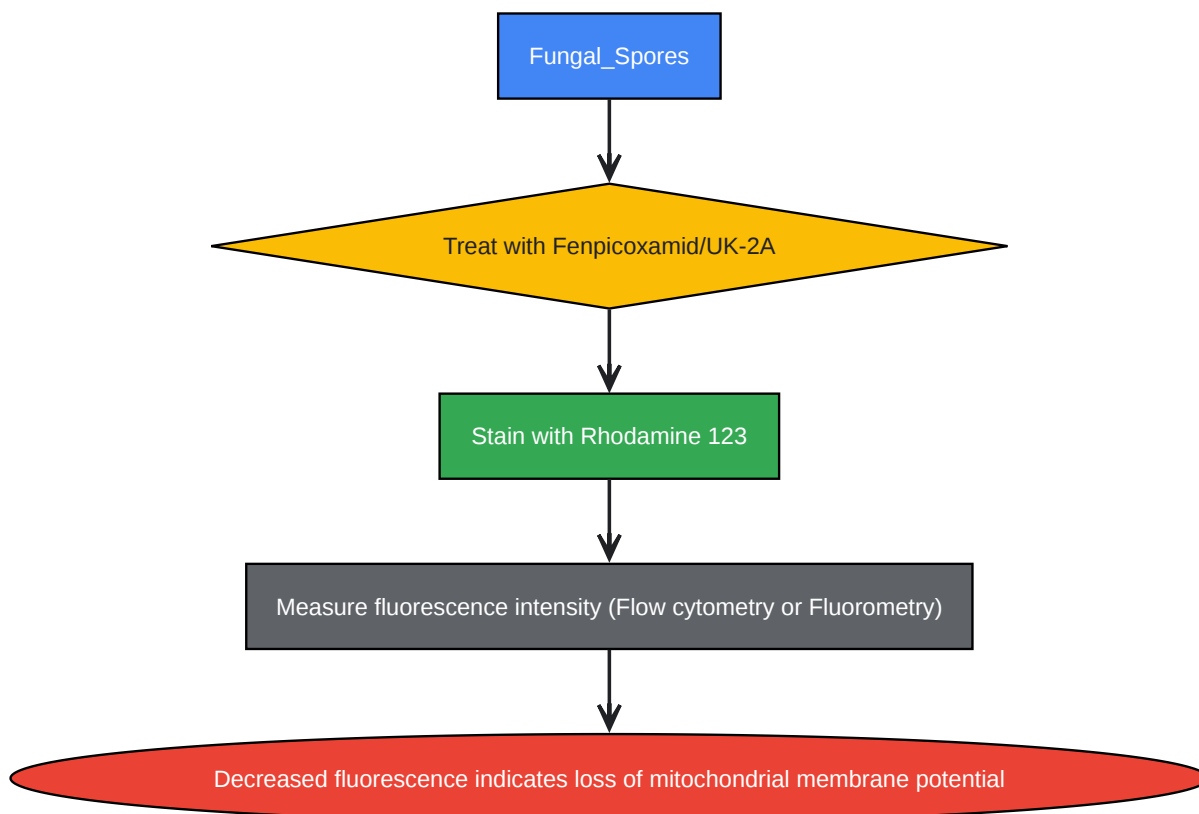 Fungal_Spores
Treat with Fenpicoxamid/UK-2A
Stain with Rhodamine 123
Measure fluorescence intensity (Flow cytometry or Fluorometry)
Decreased fluorescence indicates loss of mitochondrial membrane potential